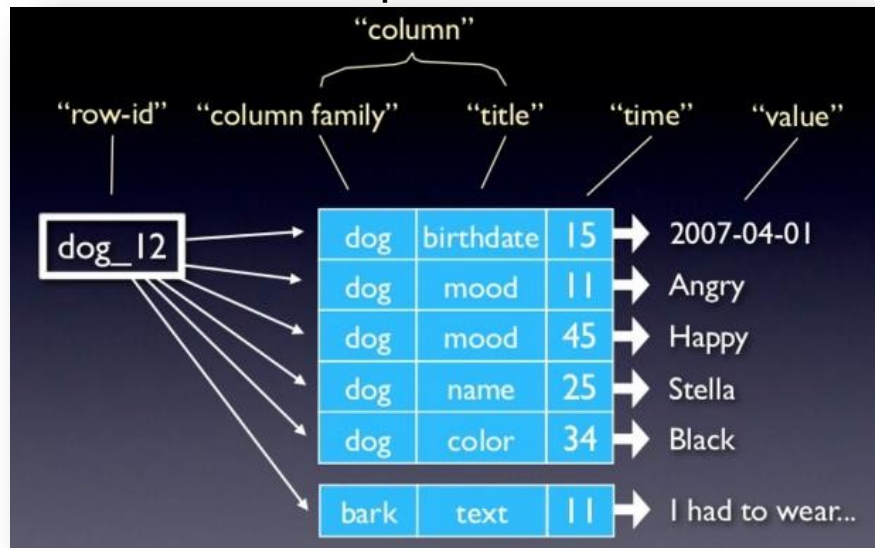 “column”
“row-id” “column family” “title” “time” “value”
dog_12
dog birthdate 15 2007-04-01
dog mood 11 Angry
dog mood 45 Happy
dog name 25 Stella
dog color 34 Black
bark text 11 I had to wear...